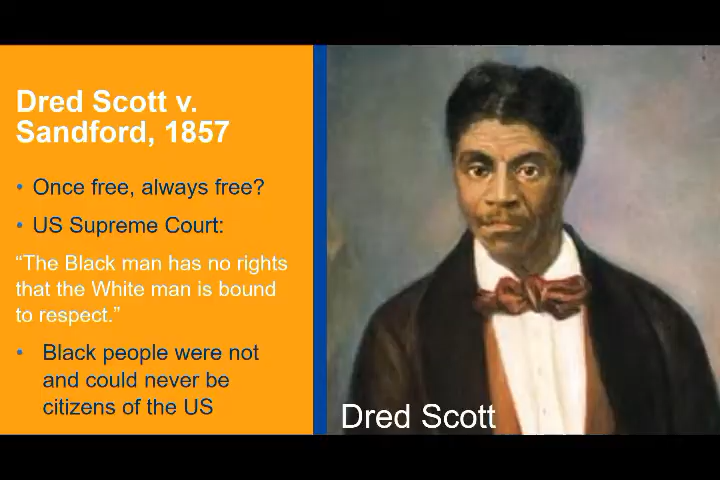 Dred Scott v.
Sandford, 1857
• Once free, always free?
• US Supreme Court:
“The Black man has no rights
that the White man is bound
to respect.”
• Black people were not
and could never be
citizens of the US
Dred Scott